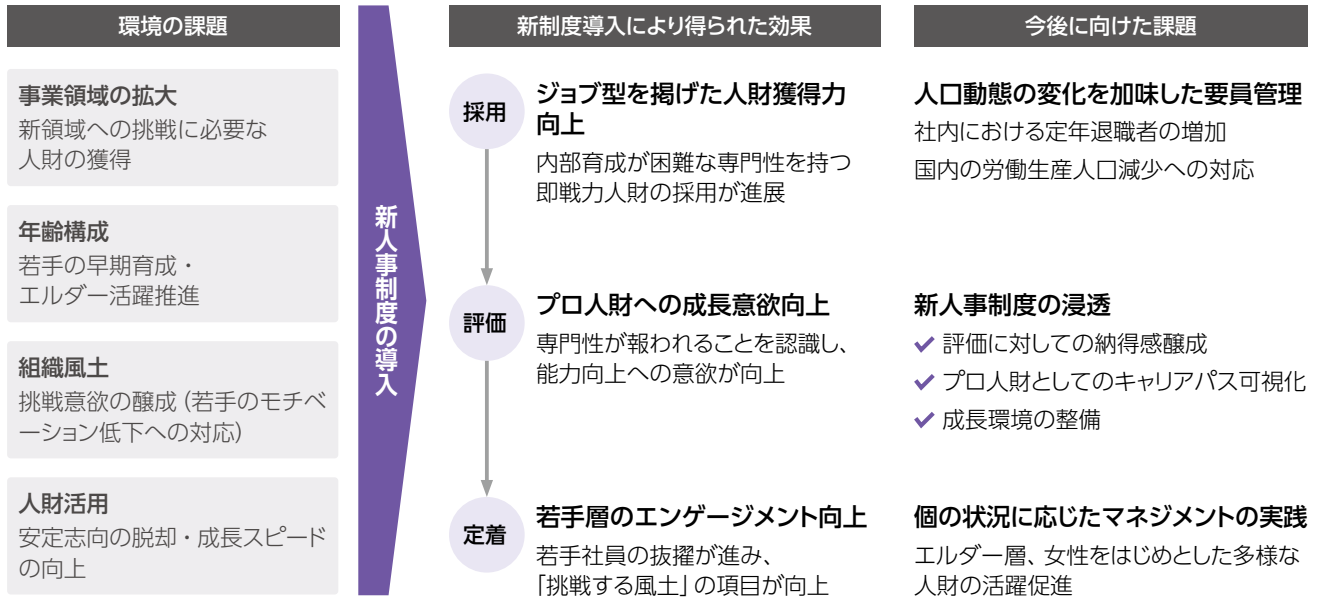 環境の課題
事業領域の拡大
新領域への挑戦に必要な
人財の獲得
年齢構成
若手の早期育成・
エルダー活躍推進
組織風土
挑戦意欲の醸成（若手のモチベ
ーション低下への対応）
人財活用
安定志向の脱却・成長スピード
の向上
新人事制度の導入
新制度導入により得られた効果
採用
ジョブ型を掲げた人財獲得力
向上
内部育成が困難な専門性を持つ
即戦力人財の採用が進展
評価
プロ人財への成長意欲向上
専門性が報われることを認識し、
能力向上への意欲が向上
定着
若手層のエンゲージメント向上
若手社員の抜擢が進み、
「挑戦する風土」の項目が向上
今後に向けた課題
人口動態の変化を加味した要員管理
社内における定年退職者の増加
国内の労働生産人口減少への対応
新人事制度の浸透
✓ 評価に対しての納得感醸成
✓ プロ人財としてのキャリアパス可視化
✓ 成長環境の整備
個の状況に応じたマネジメントの実践
エルダー層、女性をはじめとした多様な
人財の活躍促進